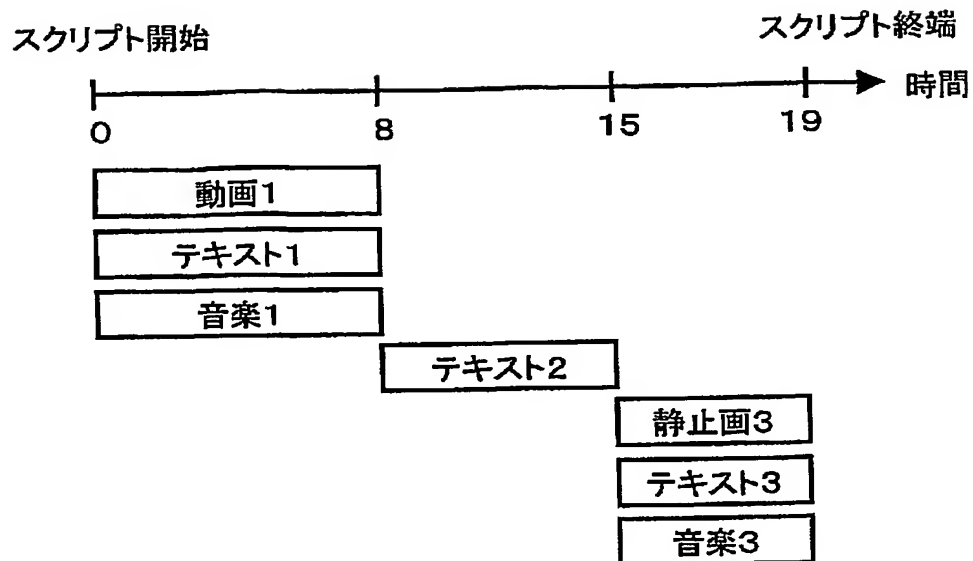 スクリプト開始
スクリプト終端
時間
0 8 15 19
動画1
テキスト1
音楽1
テキスト2
静止画3
テキスト3
音楽3